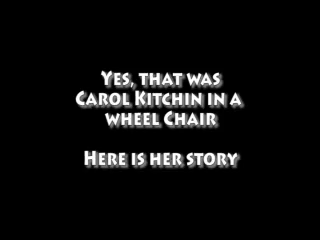 Yes, that was
Carol Kitchin in a
wheel Chair
Here is her story